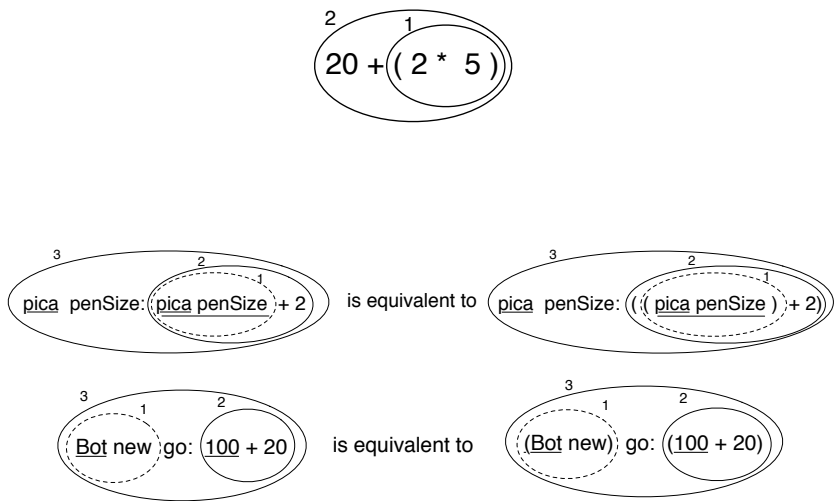 2
1
20 + ( 2 * 5 )
3
2
1
pica penSize: pica penSize + 2
is equivalent to
3
2
1
pica penSize: ( ( pica penSize ) + 2)
3
1
2
Bot new go: 100 + 20
is equivalent to
3
1
2
(Bot new) go: (100 + 20)